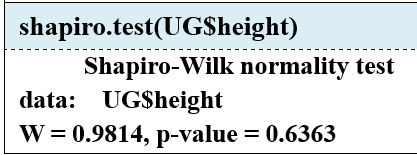 shapiro.test(UG$height)
Shapiro-Wilk normality test
data: UG$height
W = 0.9814, p-value = 0.6363